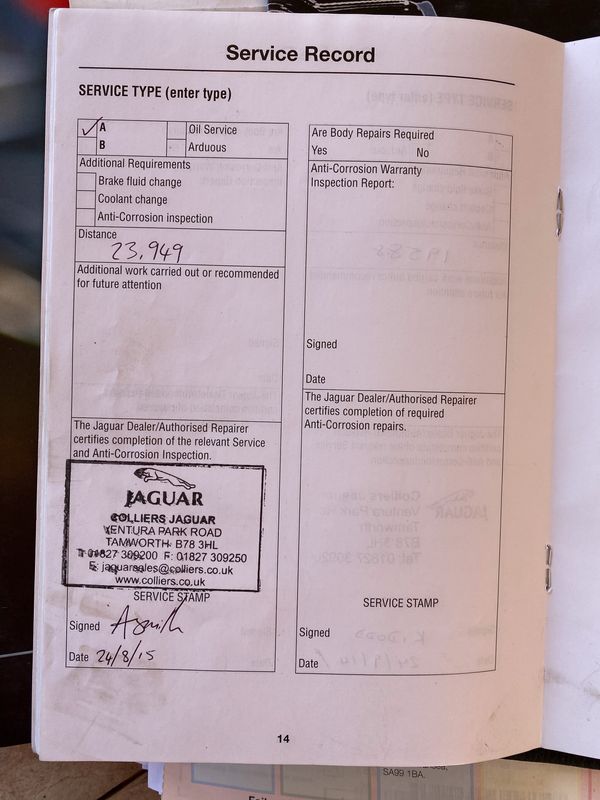 Service Record
SERVICE TYPE (enter type)
✓ A
Oil Service
B
Arduous
Additional Requirements
Brake fluid change
Coolant change
Anti-Corrosion inspection
Distance
23,949
Additional work carried out or recommended
for future attention
The Jaguar Dealer/Authorised Repairer
certifies completion of the relevant Service
and Anti-Corrosion Inspection.
JAGUAR
COLLIERS JAGUAR
VENTURA PARK ROAD
TAMWORTH B78 3HL
T: 01827 309200 F: 01827 309250
E: jaguarsales@colliers.co.uk
www.colliers.co.uk
SERVICE STAMP
Signed
Date 24/8/15
Are Body Repairs Required
Yes No
Anti-Corrosion Warranty
Inspection Report:
Signed
Date
The Jaguar Dealer/Authorised Repairer
certifies completion of required
Anti-Corrosion repairs.
SERVICE STAMP
Signed
Date
14
SA99 1BA.